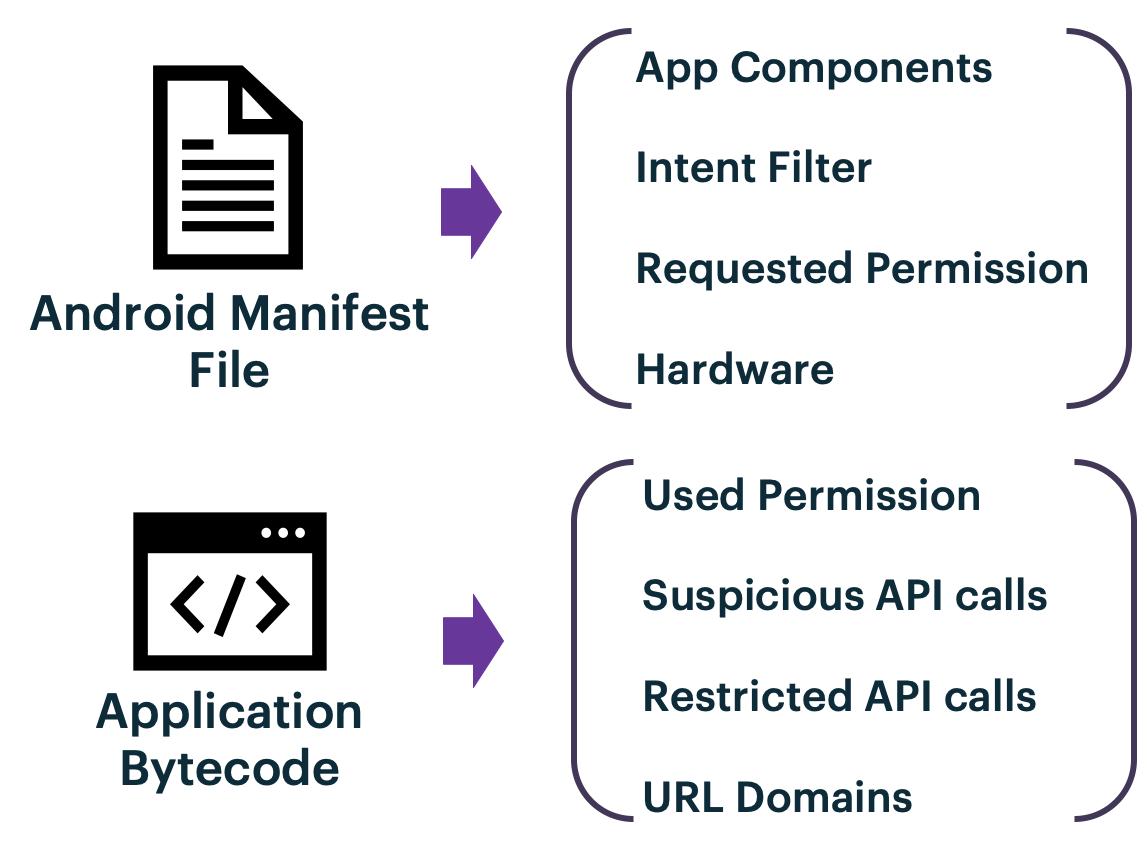 Android Manifest
File
App Components
Intent Filter
Requested Permission
Hardware
Application
Bytecode
Used Permission
Suspicious API calls
Restricted API calls
URL Domains